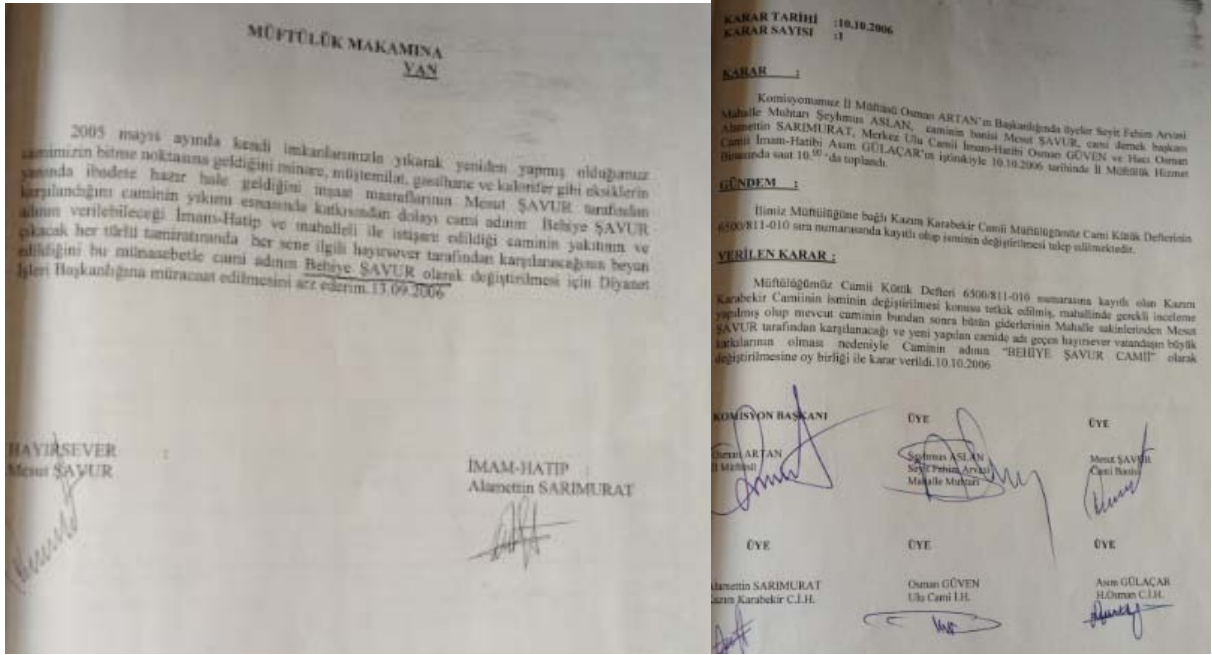 MÜFTÜLÜK MAKAMINA
VAN
2005 mayıs ayında kendi imkanlarımızla yıkarak yeniden yapmış olduğumuz
camimizin bitme noktasına geldiğini minare, müştemilat, gasilhane ve kalorifer gibi eksiklerin
yanında ibadete hazır hale geldiğini inşaat masraflarının Mesut ŞAVUR tarafından
karşılandığını caminin yıkımı esnasında katkısından dolayı cami adının Behiye ŞAVUR
adının verilebileceği İmam-Hatip ve mahalleli ile istişare edildiği caminin yakıtının ve
çıkacak her türlü tamiratınında her sene ilgili hayırsever tarafından karşılanacağının beyan
edildiğini bu münasebetle cami adının Behiye ŞAVUR olarak değiştirilmesi için Diyanet
İşleri Başkanlığına müracaat edilmesini arz ederim.13.09.2006
HAYIRSEVER :
Mesut ŞAVUR
İMAM-HATİP :
Alamettin SARIMURAT
KARAR TARİHİ :10.10.2006
KARAR SAYISI :1
KARAR :
Komisyonumuz İl Müftüsü Osman ARTAN'ın Başkanlığında üyeler Seyit Fehim Arvasi
Mahalle Muhtarı Şeyhmus ASLAN, caminin banisi Mesut ŞAVUR, cami dernek başkanı
Alamettin SARIMURAT, Merkez Ulu Camii İmam-Hatibi Osman GÜVEN ve Hacı Osman
Camii İmam-Hatibi Asım GÜLAÇAR'ın iştirakiyle 10.10.2006 tarihinde İl Müftülük Hizmet
Binasında saat 10.00 'da toplandı.
GÜNDEM :
İlimiz Müftülüğüne bağlı Kazım Karabekir Camii Müftülüğümüz Cami Kütük Defterinin
6500/811-010 sıra numarasında kayıtlı olup isminin değiştirilmesi talep edilmektedir.
VERİLEN KARAR :
Müftülüğümüz Camii Kütük Defteri 6500/811-010 numarasına kayıtlı olan Kazım
Karabekir Camiinin isminin değiştirilmesi konusu tetkik edilmiş, mahallinde gerekli inceleme
yapılmış olup mevcut caminin bundan sonra bütün giderlerinin Mahalle sakinlerinden Mesut
ŞAVUR tarafından karşılanacağı ve yeni yapılan camide adı geçen hayırsever vatandaşın büyük
katkılarının olması nedeniyle Caminin adının "BEHİYE ŞAVUR CAMİİ" olarak
değiştirilmesine oy birliği ile karar verildi.10.10.2006
KOMİSYON BAŞKANI ÜYE ÜYE
Osman ARTAN Şeyhmus ASLAN Mesut ŞAVUR
İl Müftüsü Seyit Fehim Arvasi Cami Banisi
Mahalle Muhtarı
ÜYE ÜYE ÜYE
Alamettin SARIMURAT Osman GÜVEN Asım GÜLAÇAR
Kazım Karabekir C.İ.H. Ulu Cami İ.H. H.Osman C.İ.H.